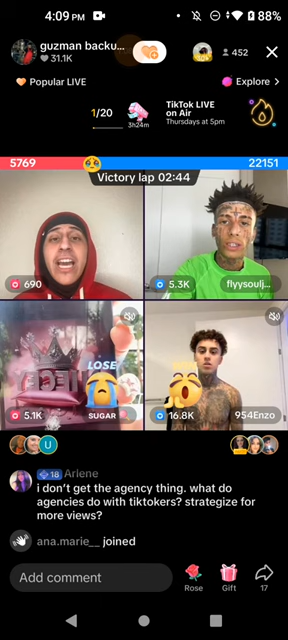 4:09 PM
88%
guzman backu...
31.1K
452
Popular LIVE
Explore >
1/20
3h24m
TikTok LIVE
on Air
Thursdays at 5pm
5769
22151
Victory lap 02:44
690
5.3K
flyysoulj...
LOSE
5.1K
SUGAR
16.8K
954Enzo
U
18 Arlene
i don't get the agency thing. what do
agencies do with tiktokers? strategize for
more views?
ana.marie__ joined
Add comment
Rose
Gift
17